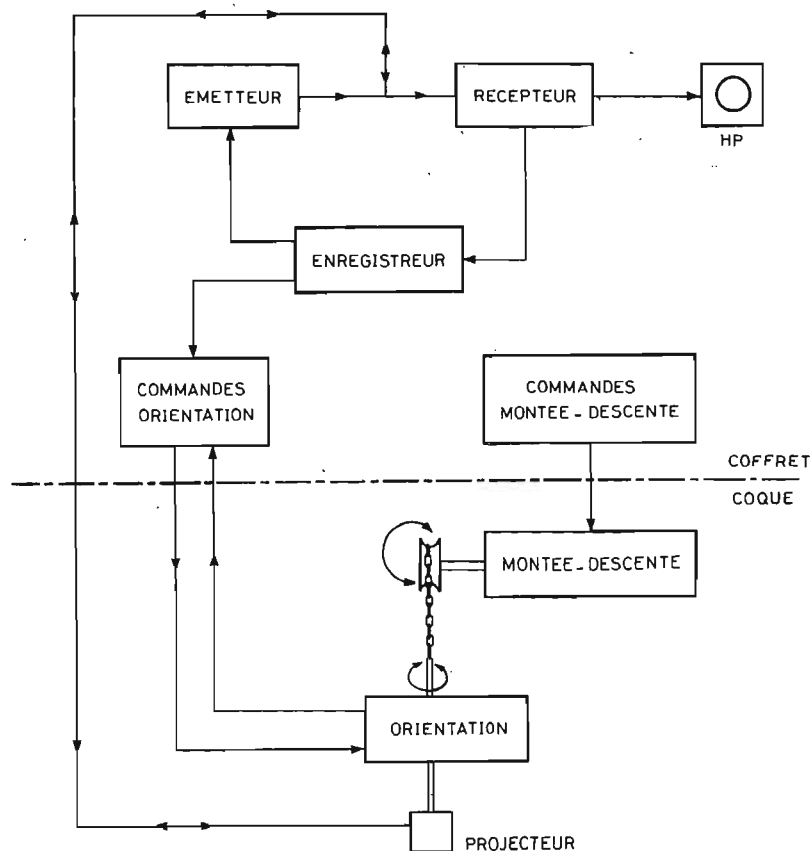 EMETTEUR
RECEPTEUR
HP
ENREGISTREUR
COMMANDES
ORIENTATION
COMMANDES
MONTEE - DESCENTE
COFFRET
COQUE
MONTEE - DESCENTE
ORIENTATION
PROJECTEUR